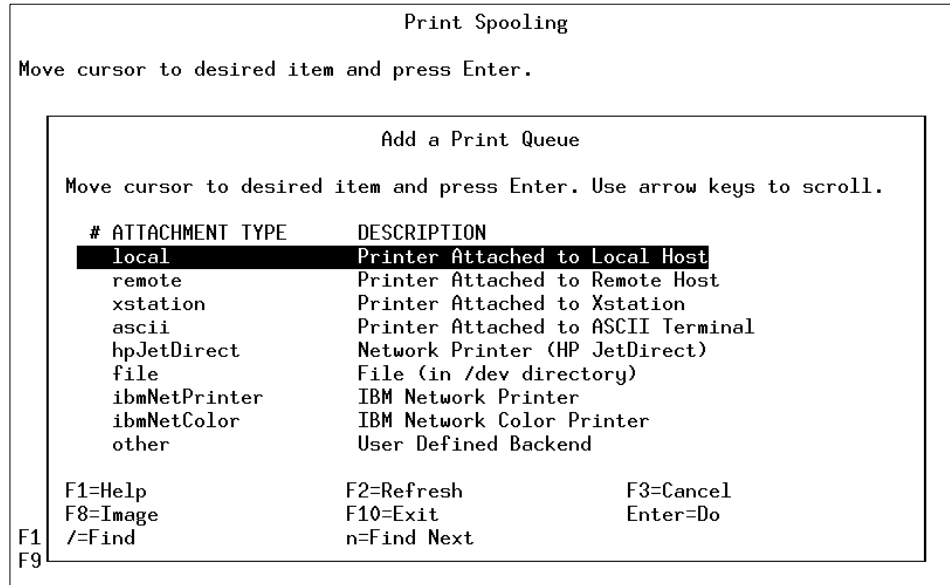 Print Spooling
Move cursor to desired item and press Enter.
Add a Print Queue
Move cursor to desired item and press Enter. Use arrow keys to scroll.
# ATTACHMENT TYPE DESCRIPTION
local Printer Attached to Local Host
remote Printer Attached to Remote Host
xstation Printer Attached to Xstation
ascii Printer Attached to ASCII Terminal
hpJetDirect Network Printer (HP JetDirect)
file File (in /dev directory)
ibmNetPrinter IBM Network Printer
ibmNetColor IBM Network Color Printer
other User Defined Backend
F1=Help F2=Refresh F3=Cancel
F8=Image F10=Exit Enter=Do
F1 /=Find n=Find Next
F9